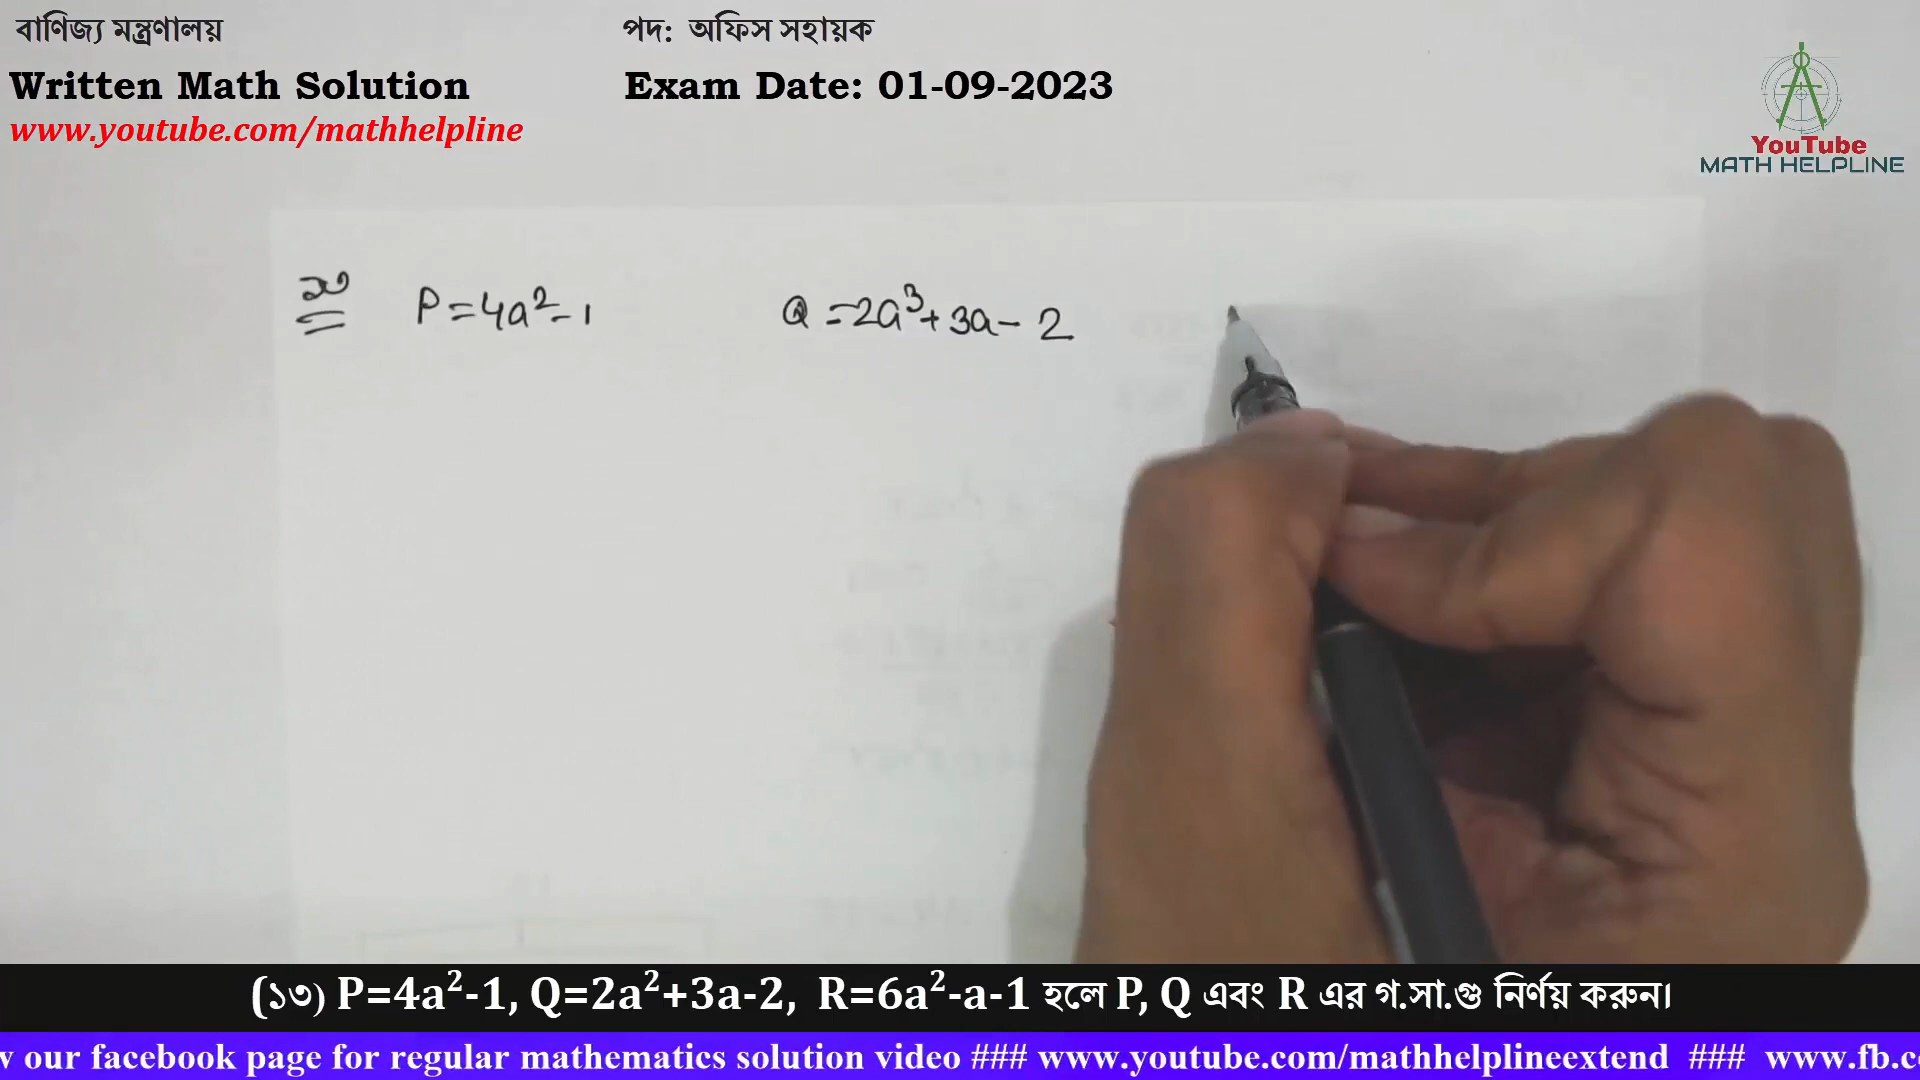 বাণিজ্য মন্ত্রণালয়
পদ: অফিস সহায়ক
Written Math Solution
Exam Date: 01-09-2023
www.youtube.com/mathhelpline
YouTube
MATH HELPLINE
১৩ P=4a²-1 Q=2a³+3a-2
(১৩) P=4a²-1, Q=2a²+3a-2, R=6a²-a-1 হলে P, Q এবং R এর গ.সা.গু নির্ণয় করুন।
our facebook page for regular mathematics solution video ### www.youtube.com/mathhelplineextend ###